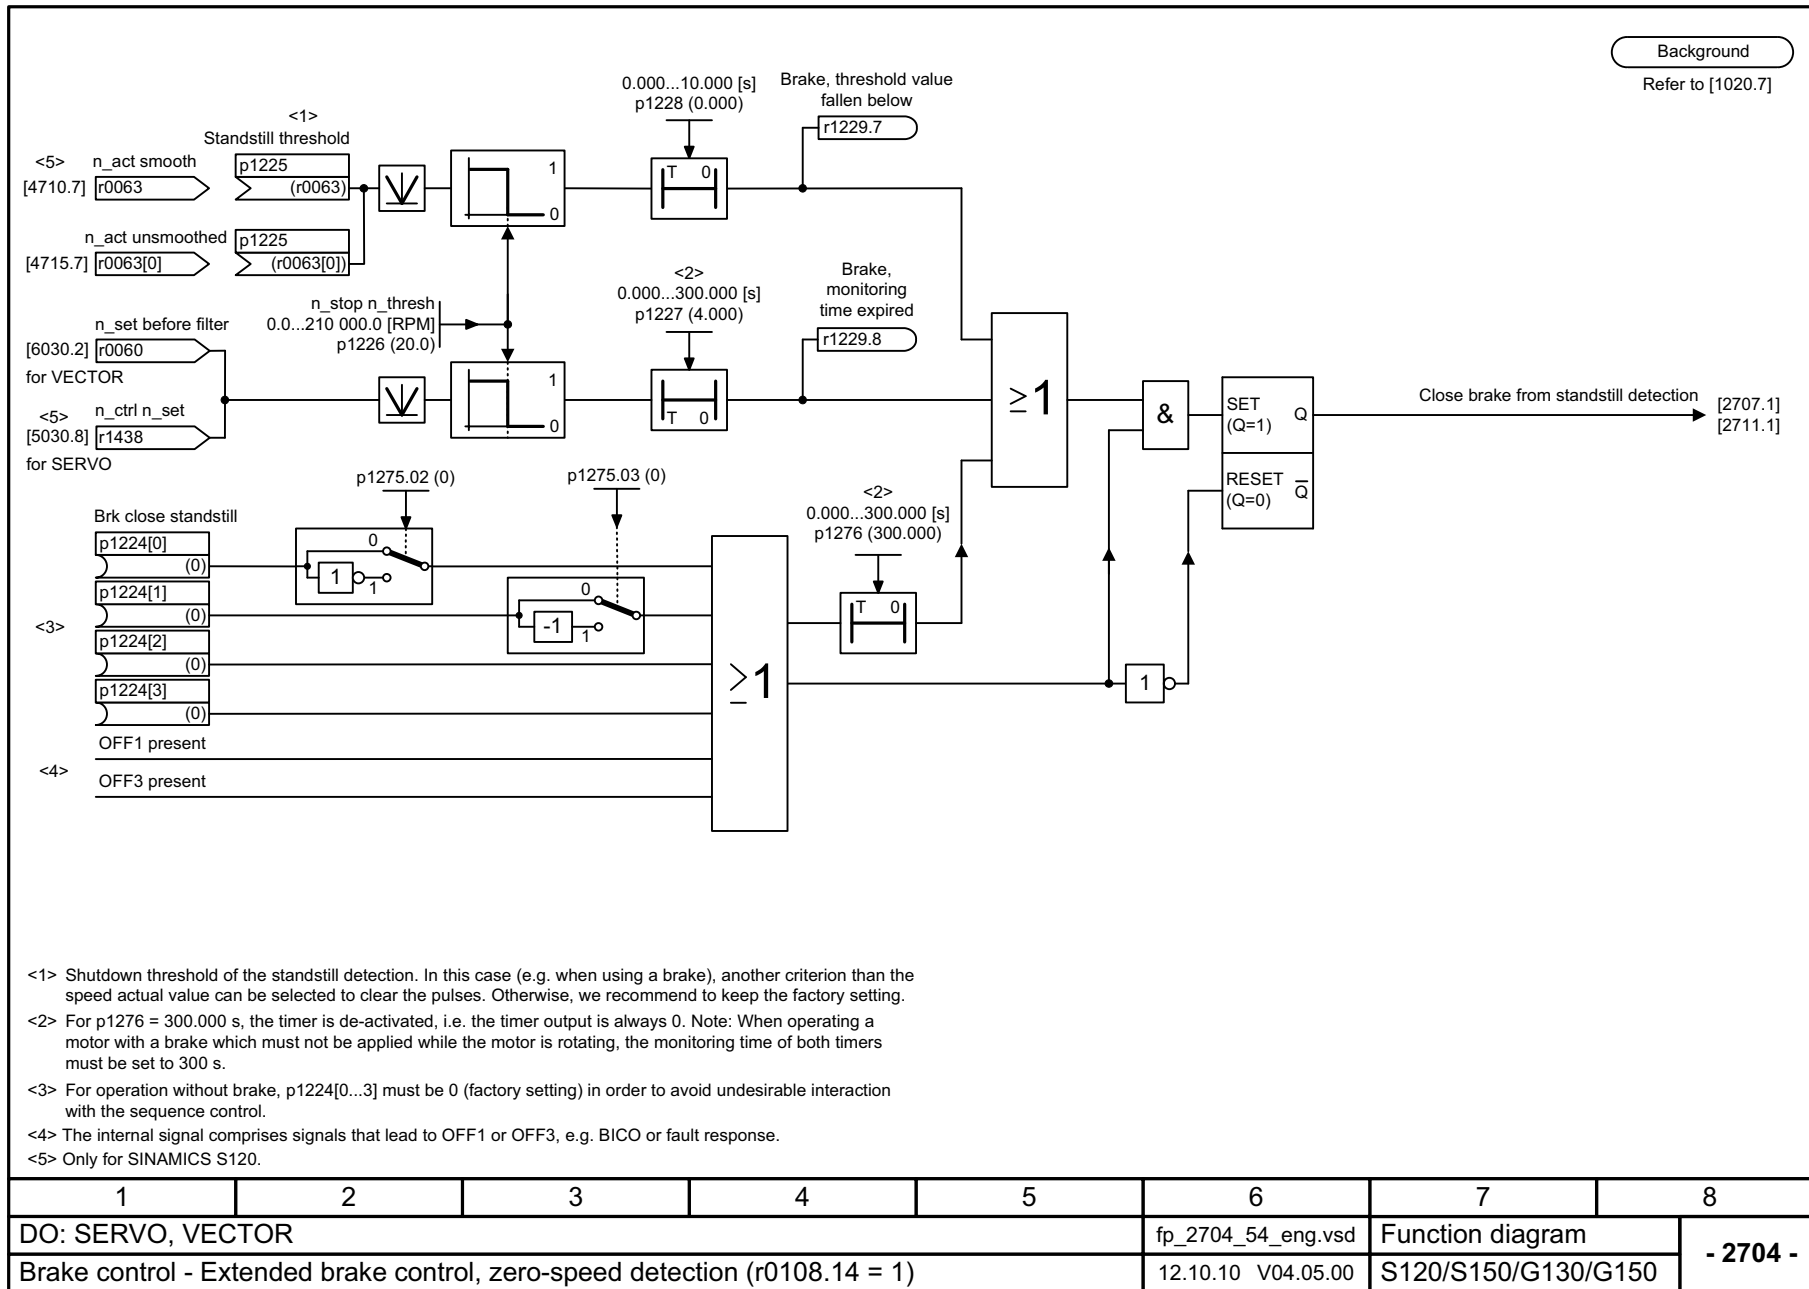 Background
Refer to [1020.7]
0.000...10.000 [s]
p1228 (0.000)
Brake, threshold value
fallen below
r1229.7
<1>
Standstill threshold
<5> n_act smooth
[4710.7] r0063
p1225
(r0063)
1
0
T 0
n_act unsmoothed
[4715.7] r0063[0]
p1225
(r0063[0])
n_stop n_thresh
0.0...210 000.0 [RPM]
p1226 (20.0)
<2>
0.000...300.000 [s]
p1227 (4.000)
Brake,
monitoring
time expired
r1229.8
n_set before filter
[6030.2] r0060
for VECTOR
<5> n_ctrl n_set
[5030.8] r1438
for SERVO
1
0
T 0
≥1
&
SET
(Q=1) Q
RESET
(Q=0) Q̅
Close brake from standstill detection
[2707.1]
[2711.1]
p1275.02 (0)
p1275.03 (0)
<2>
0.000...300.000 [s]
p1276 (300.000)
Brk close standstill
p1224[0]
(0)
0
1 1
p1224[1]
(0)
0
-1 1
<3>
p1224[2]
(0)
p1224[3]
(0)
T 0
≥1
1
OFF1 present
<4>
OFF3 present
<1> Shutdown threshold of the standstill detection. In this case (e.g. when using a brake), another criterion than the
speed actual value can be selected to clear the pulses. Otherwise, we recommend to keep the factory setting.
<2> For p1276 = 300.000 s, the timer is de-activated, i.e. the timer output is always 0. Note: When operating a
motor with a brake which must not be applied while the motor is rotating, the monitoring time of both timers
must be set to 300 s.
<3> For operation without brake, p1224[0...3] must be 0 (factory setting) in order to avoid undesirable interaction
with the sequence control.
<4> The internal signal comprises signals that lead to OFF1 or OFF3, e.g. BICO or fault response.
<5> Only for SINAMICS S120.
1 2 3 4 5 6 7 8
DO: SERVO, VECTOR
fp_2704_54_eng.vsd
Function diagram
- 2704 -
Brake control - Extended brake control, zero-speed detection (r0108.14 = 1)
12.10.10 V04.05.00
S120/S150/G130/G150